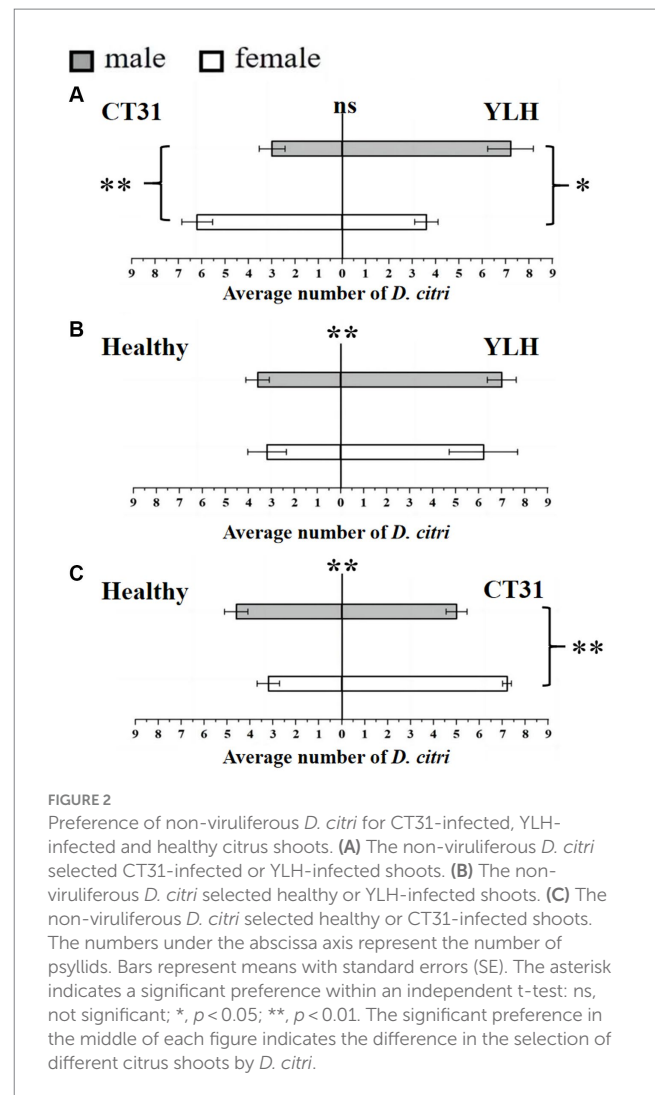 male female
A
CT31 ns YLH
** *
9 8 7 6 5 4 3 2 1 0 1 2 3 4 5 6 7 8 9
Average number of D. citri
B
Healthy ** YLH
9 8 7 6 5 4 3 2 1 0 1 2 3 4 5 6 7 8 9
Average number of D. citri
C
Healthy ** CT31
**
9 8 7 6 5 4 3 2 1 0 1 2 3 4 5 6 7 8 9
Average number of D. citri
FIGURE 2
Preference of non-viruliferous D. citri for CT31-infected, YLH-
infected and healthy citrus shoots. (A) The non-viruliferous D. citri
selected CT31-infected or YLH-infected shoots. (B) The non-
viruliferous D. citri selected healthy or YLH-infected shoots. (C) The
non-viruliferous D. citri selected healthy or CT31-infected shoots.
The numbers under the abscissa axis represent the number of
psyllids. Bars represent means with standard errors (SE). The asterisk
indicates a significant preference within an independent t-test: ns,
not significant; *, p < 0.05; **, p < 0.01. The significant preference in
the middle of each figure indicates the difference in the selection of
different citrus shoots by D. citri.